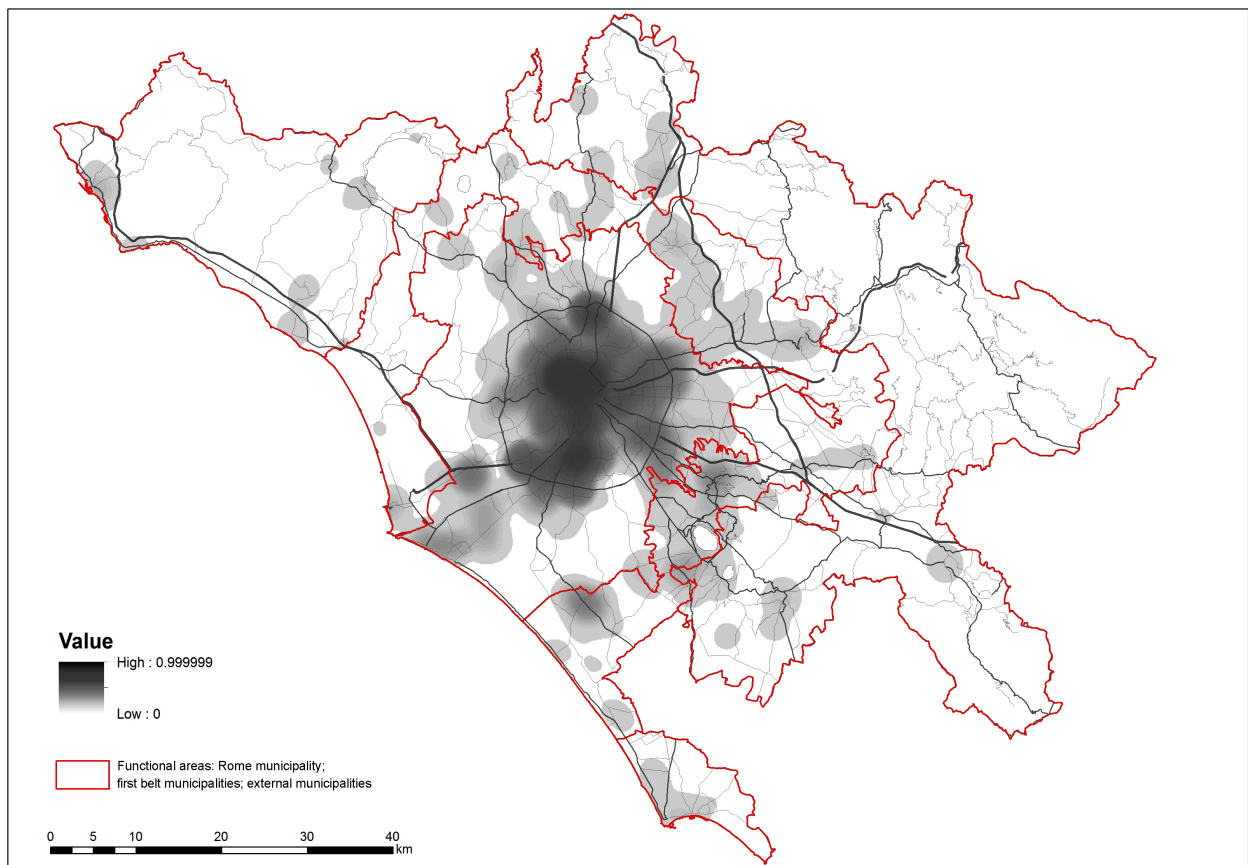 Value
High : 0.999999
Low : 0
Functional areas: Rome municipality;
first belt municipalities; external municipalities
0 5 10 20 30 40
km